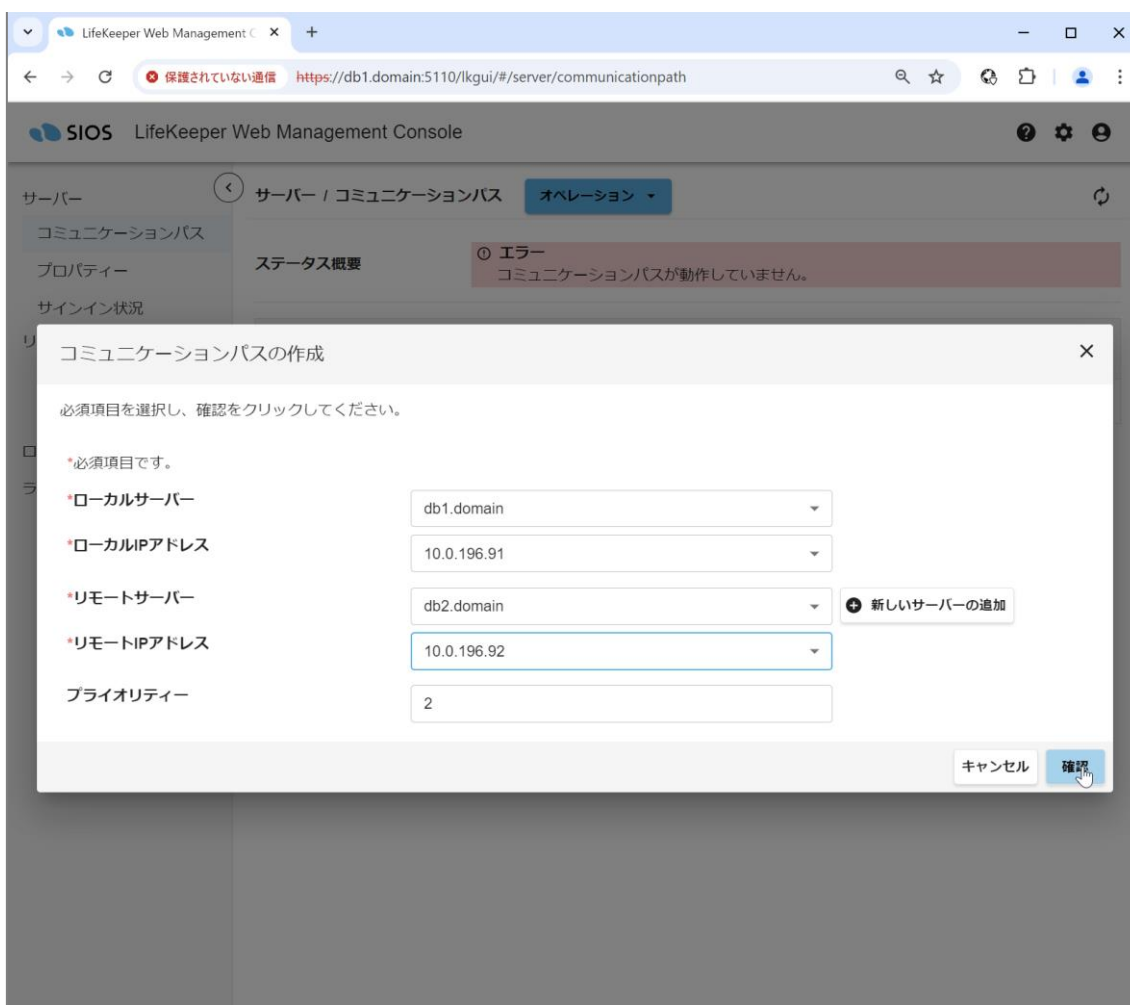 LifeKeeper Web Management C
保護されていない通信 https://db1.domain:5110/lkgui/#/server/communicationpath
SIOS LifeKeeper Web Management Console
サーバー
コミュニケーションパス
プロパティー
サインイン状況
リ
ロ
ラ
サーバー / コミュニケーションパス オペレーション
ステータス概要
エラー
コミュニケーションパスが動作していません。
コミュニケーションパスの作成
必須項目を選択し、確認をクリックしてください。
*必須項目です。
*ローカルサーバー db1.domain
*ローカルIPアドレス 10.0.196.91
*リモートサーバー db2.domain 新しいサーバーの追加
*リモートIPアドレス 10.0.196.92
プライオリティー 2
キャンセル 確認